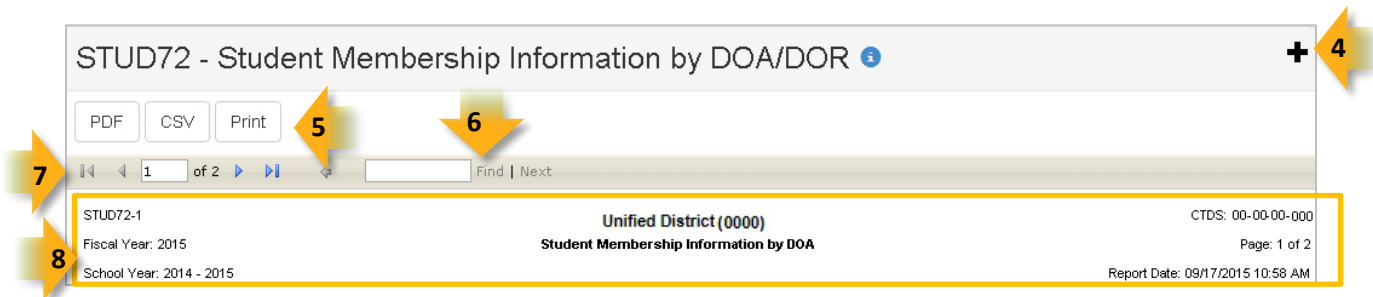 STUD72 - Student Membership Information by DOA/DOR
4
PDF CSV Print 5 6
7 1 of 2 Find | Next
STUD72-1 Unified District (0000) CTDS: 00-00-00-000
Fiscal Year: 2015 Student Membership Information by DOA Page: 1 of 2
8
School Year: 2014 - 2015 Report Date: 09/17/2015 10:58 AM